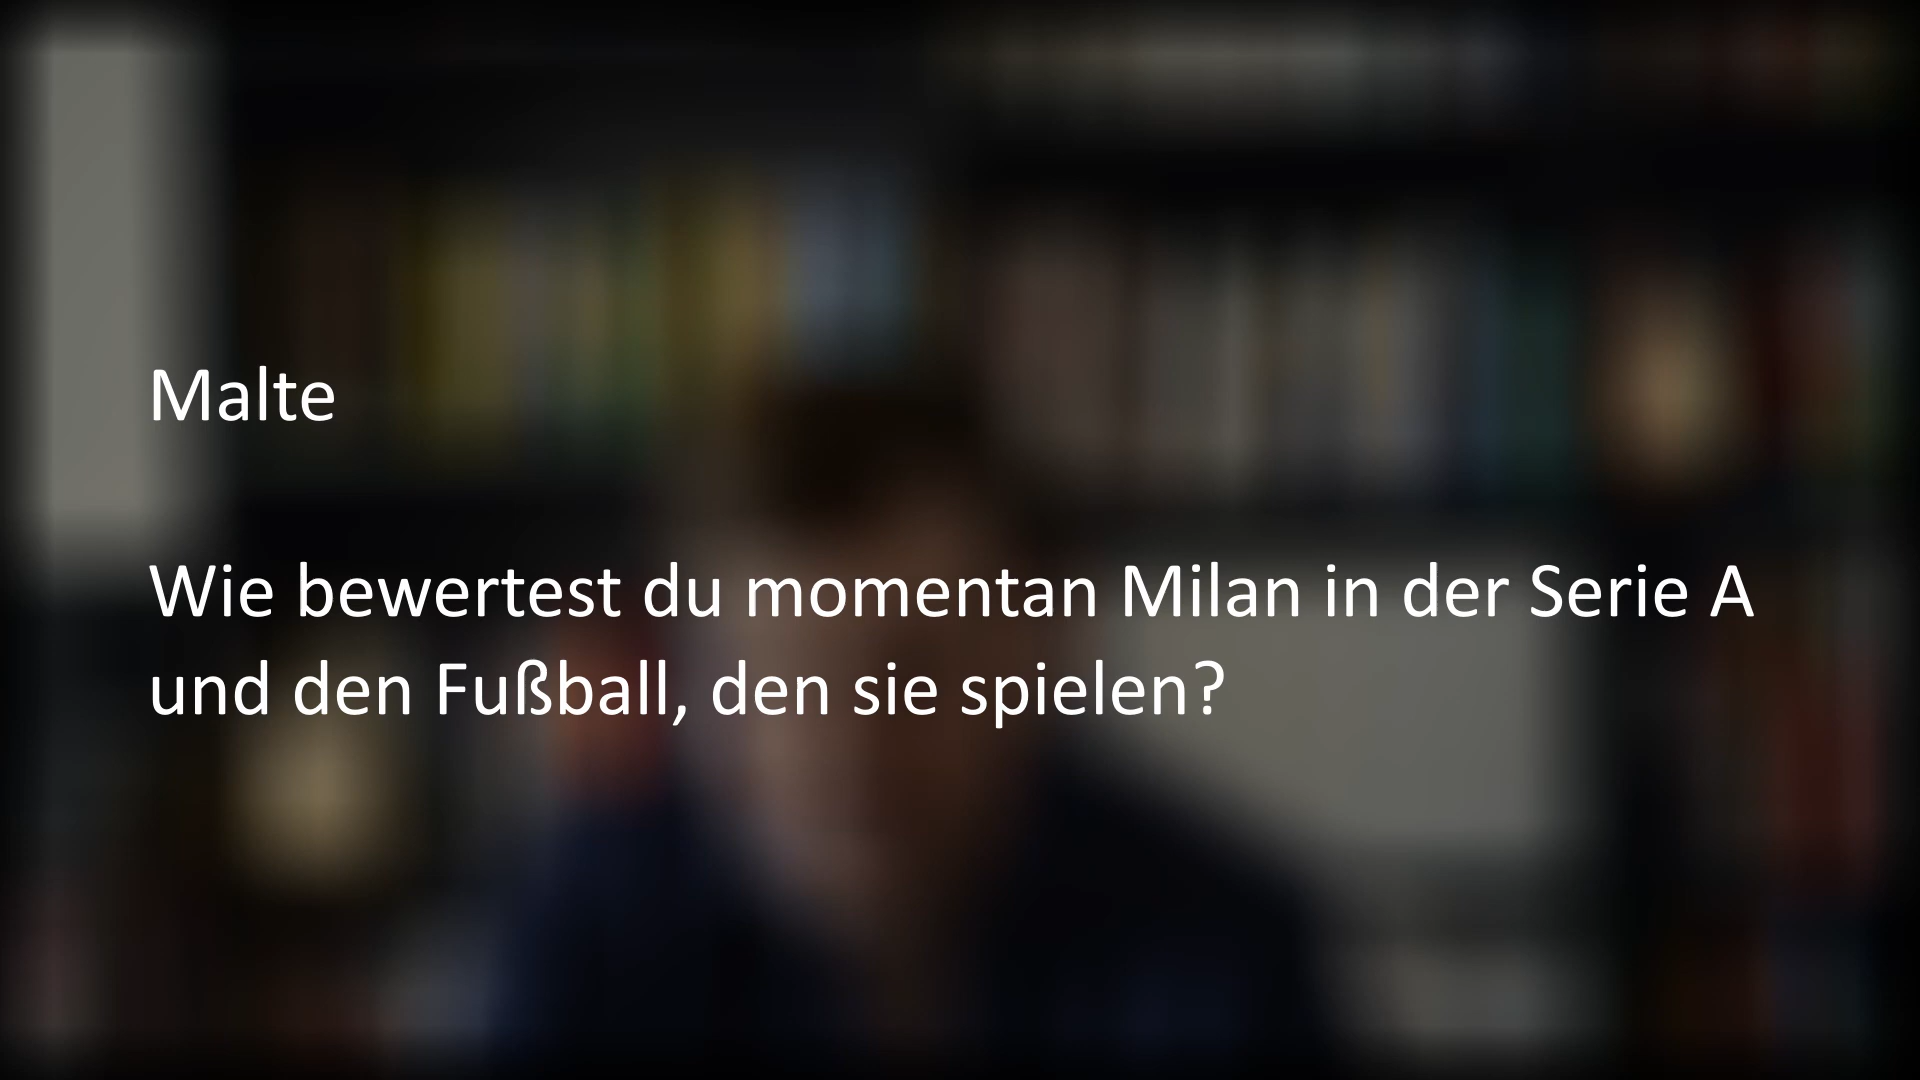 Malte
Wie bewertest du momentan Milan in der Serie A
und den Fußball, den sie spielen?